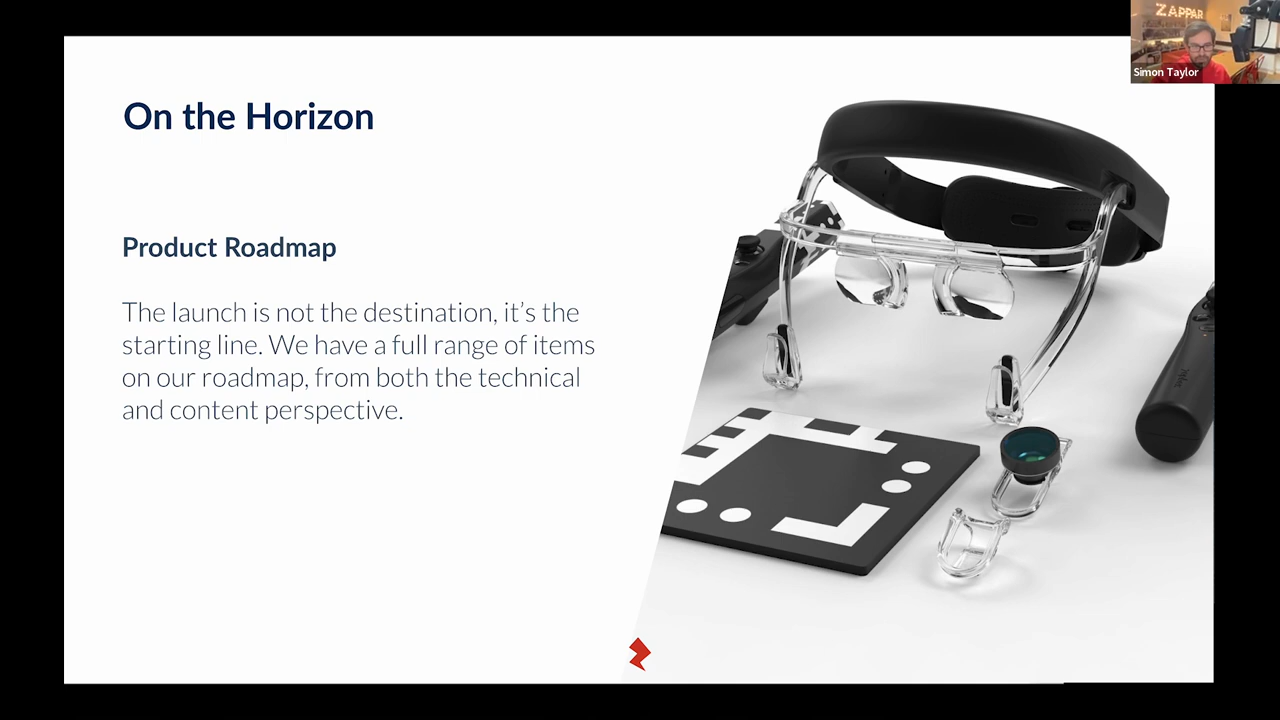 ZAPPAR
Simon Taylor
On the Horizon
Product Roadmap
The launch is not the destination, it’s the
starting line. We have a full range of items
on our roadmap, from both the technical
and content perspective.